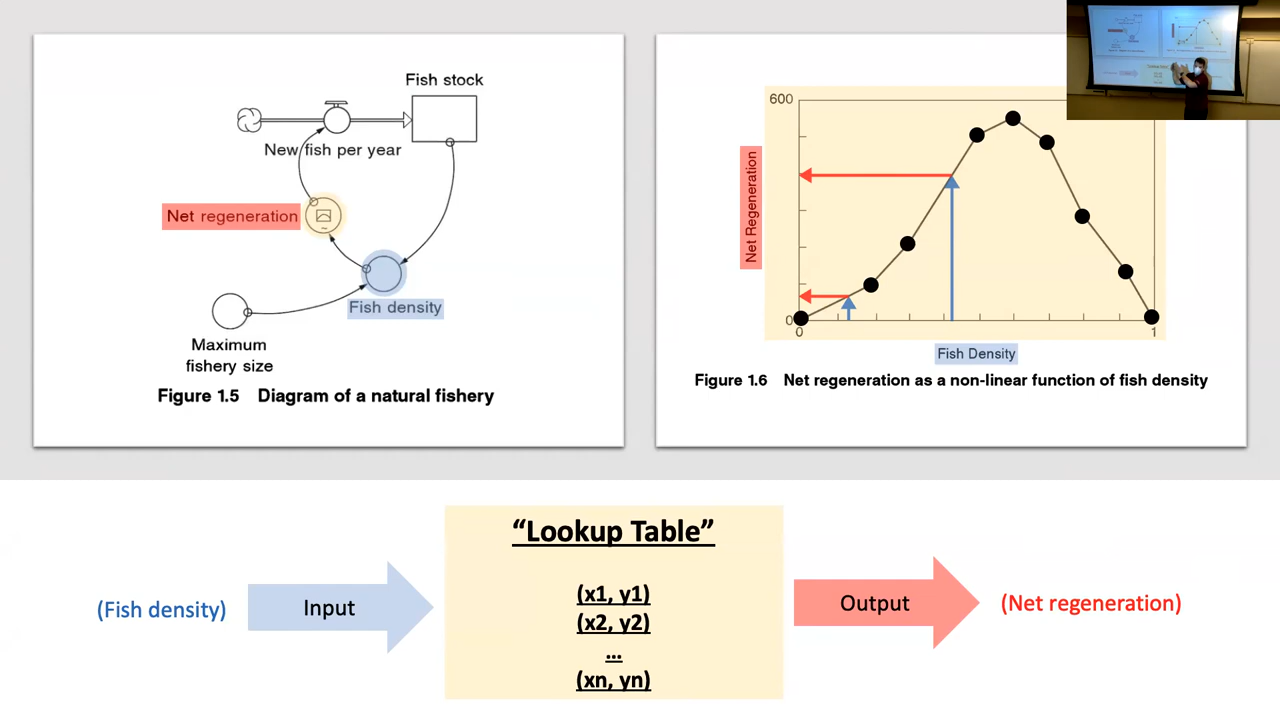 Fish stock
New fish per year
Net regeneration
Fish density
Maximum
fishery size
Figure 1.5 Diagram of a natural fishery
600
Net Regeneration
0
0
1
Fish Density
Figure 1.6 Net regeneration as a non-linear function of fish density
“Lookup Table”
(x1, y1)
(x2, y2)
...
(xn, yn)
(Fish density)
Input
Output
(Net regeneration)